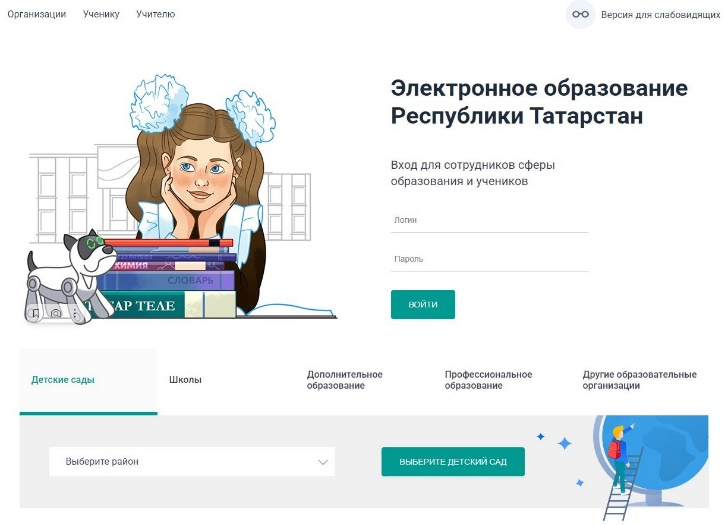 Организации Ученику Учителю Версия для слабовидящих
Электронное образование
Республики Татарстан
Вход для сотрудников сферы
образования и учеников
Логин
Пароль
ВОЙТИ
ХИМИЯ
СЛОВАРЬ
ТЕЛЕ
Детские сады
Школы
Дополнительное
образование
Профессиональное
образование
Другие образовательные
организации
Выберите район
ВЫБЕРИТЕ ДЕТСКИЙ САД